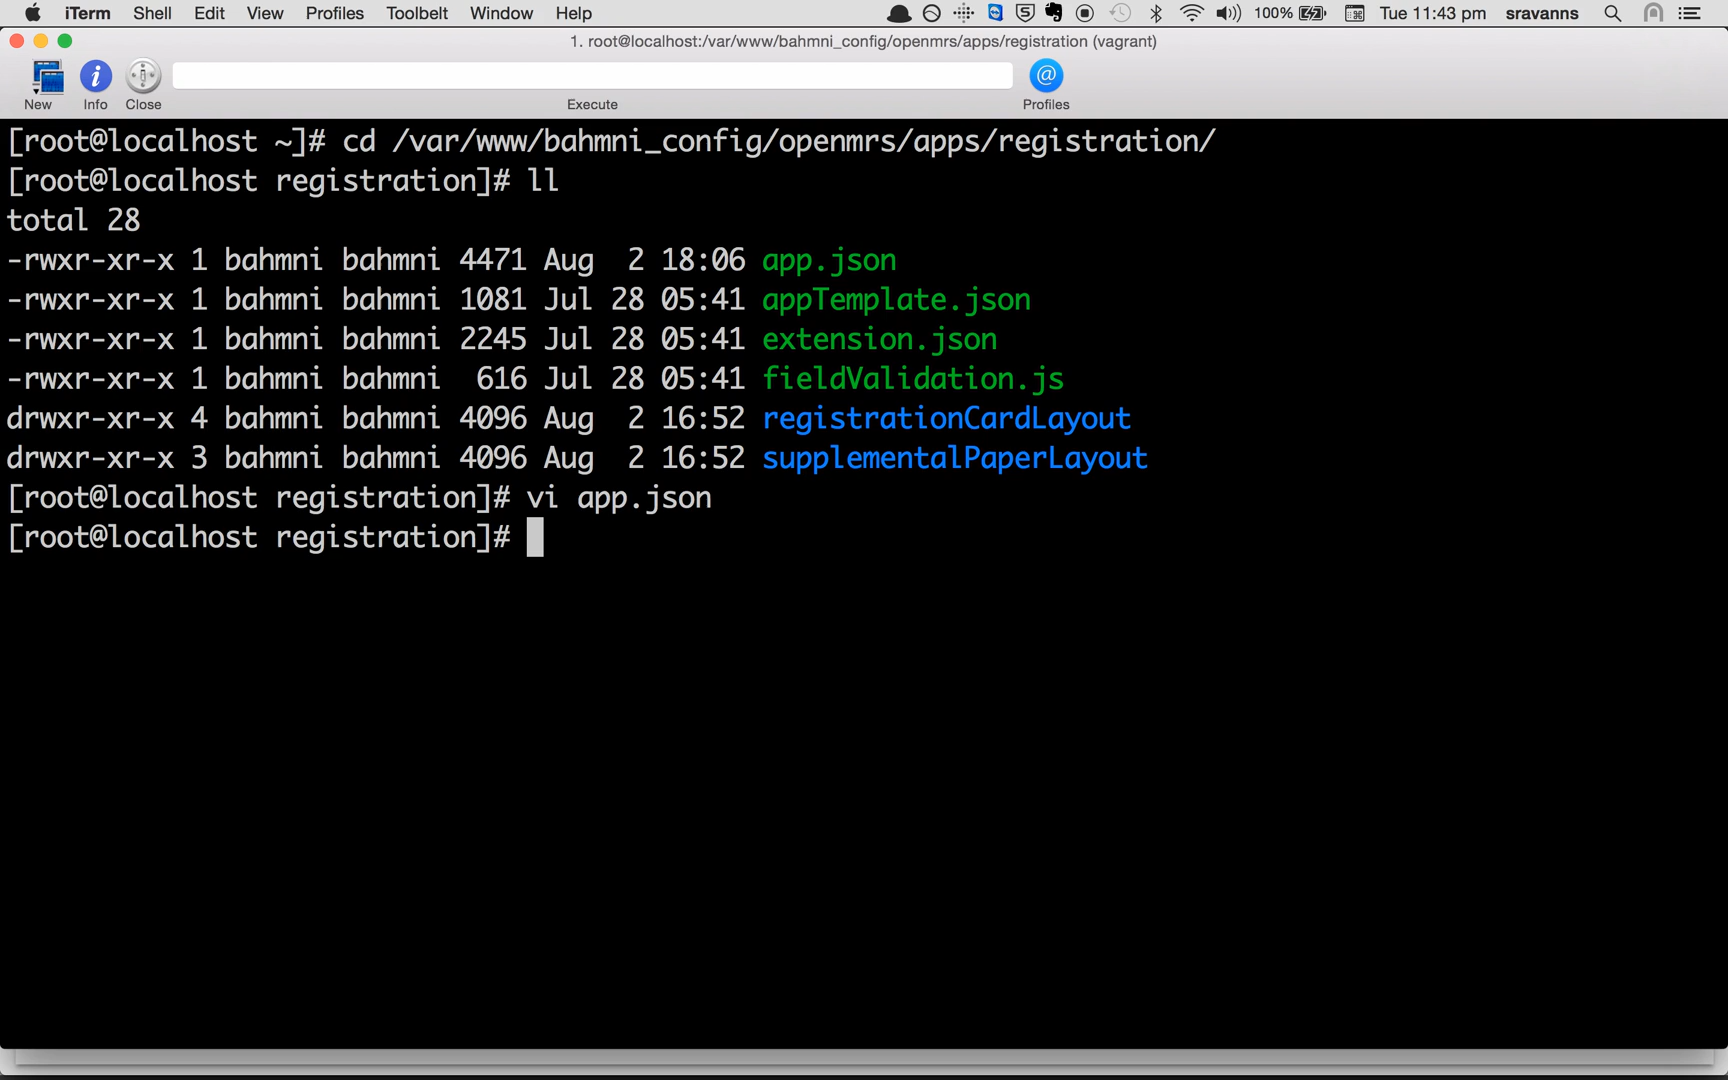 iTerm Shell Edit View Profiles Toolbelt Window Help 100% Tue 11:43 pm sravanns
1. root@localhost:/var/www/bahmni_config/openmrs/apps/registration (vagrant)
New Info Close Execute Profiles
[root@localhost ~]# cd /var/www/bahmni_config/openmrs/apps/registration/
[root@localhost registration]# ll
total 28
-rwxr-xr-x 1 bahmni bahmni 4471 Aug  2 18:06 app.json
-rwxr-xr-x 1 bahmni bahmni 1081 Jul 28 05:41 appTemplate.json
-rwxr-xr-x 1 bahmni bahmni 2245 Jul 28 05:41 extension.json
-rwxr-xr-x 1 bahmni bahmni  616 Jul 28 05:41 fieldValidation.js
drwxr-xr-x 4 bahmni bahmni 4096 Aug  2 16:52 registrationCardLayout
drwxr-xr-x 3 bahmni bahmni 4096 Aug  2 16:52 supplementalPaperLayout
[root@localhost registration]# vi app.json
[root@localhost registration]#